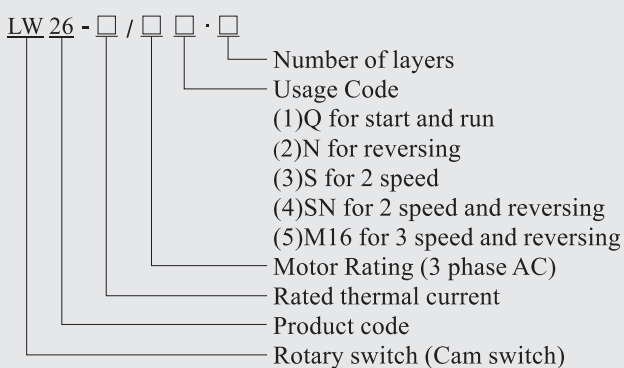 LW 26 - □ / □ □ · □
Number of layers
Usage Code
(1)Q for start and run
(2)N for reversing
(3)S for 2 speed
(4)SN for 2 speed and reversing
(5)M16 for 3 speed and reversing
Motor Rating (3 phase AC)
Rated thermal current
Product code
Rotary switch (Cam switch)